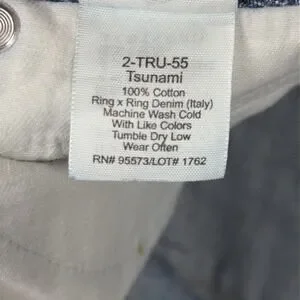 2-TRU-55
Tsunami
100% Cotton
Ring x Ring Denim (Italy)
Machine Wash Cold
With Like Colors
Tumble Dry Low
Wear Often
RN# 95573/LOT# 1762